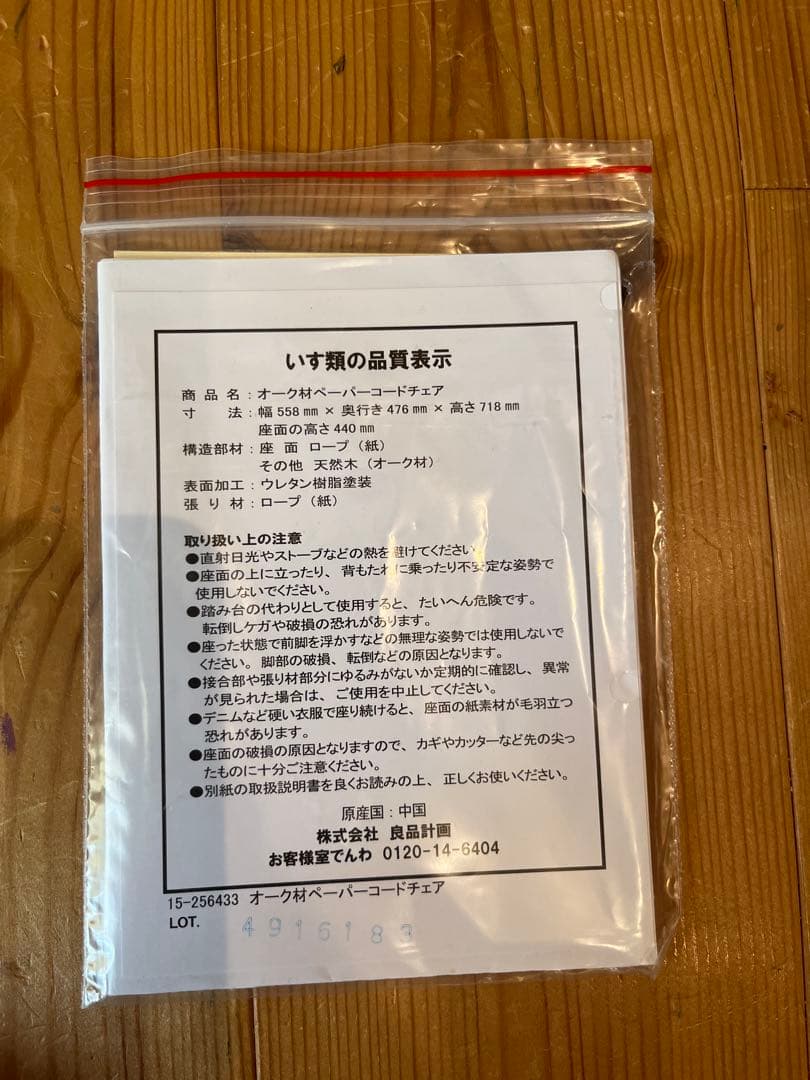 いす類の品質表示
商 品 名 : オーク材ペーパーコードチェア
寸 法 : 幅 558 ㎜ × 奥行き 476 ㎜ × 高さ 718 ㎜
座面の高さ 440 ㎜
構造部材 : 座 面 ロープ (紙)
その他 天然木 (オーク材)
表面加工 : ウレタン樹脂塗装
張 り 材 : ロープ (紙)
取り扱い上の注意
●直射日光やストーブなどの熱を避けてください。
●座面の上に立ったり、背もたれに乗ったり不安定な姿勢で
使用しないでください。
●踏み台の代わりとして使用すると、たいへん危険です。
転倒しケガや破損の恐れがあります。
●座った状態で前脚を浮かすなどの無理な姿勢では使用しないで
ください。脚部の破損、転倒などの原因となります。
●接合部や張り材部分にゆるみがないか定期的に確認し、異常
が見られた場合は、ご使用を中止してください。
●デニムなど硬い衣服で座り続けると、座面の紙素材が毛羽立つ
恐れがあります。
●座面の破損の原因となりますので、カギやカッターなど先の尖っ
たものに十分ご注意ください。
●別紙の取扱説明書を良くお読みの上、正しくお使いください。
原産国 : 中国
株式会社 良品計画
お客様室でんわ 0120-14-6404
15-256433 オーク材ペーパーコードチェア
LOT. 4916183